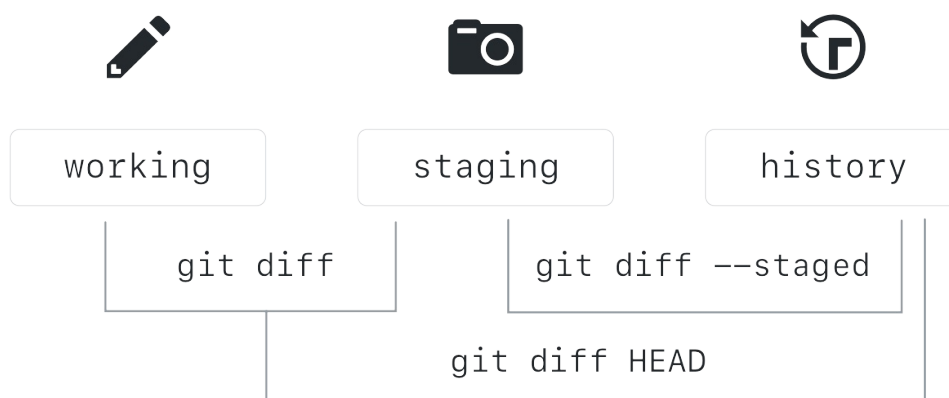 working
staging
history
git diff
git diff --staged
git diff HEAD